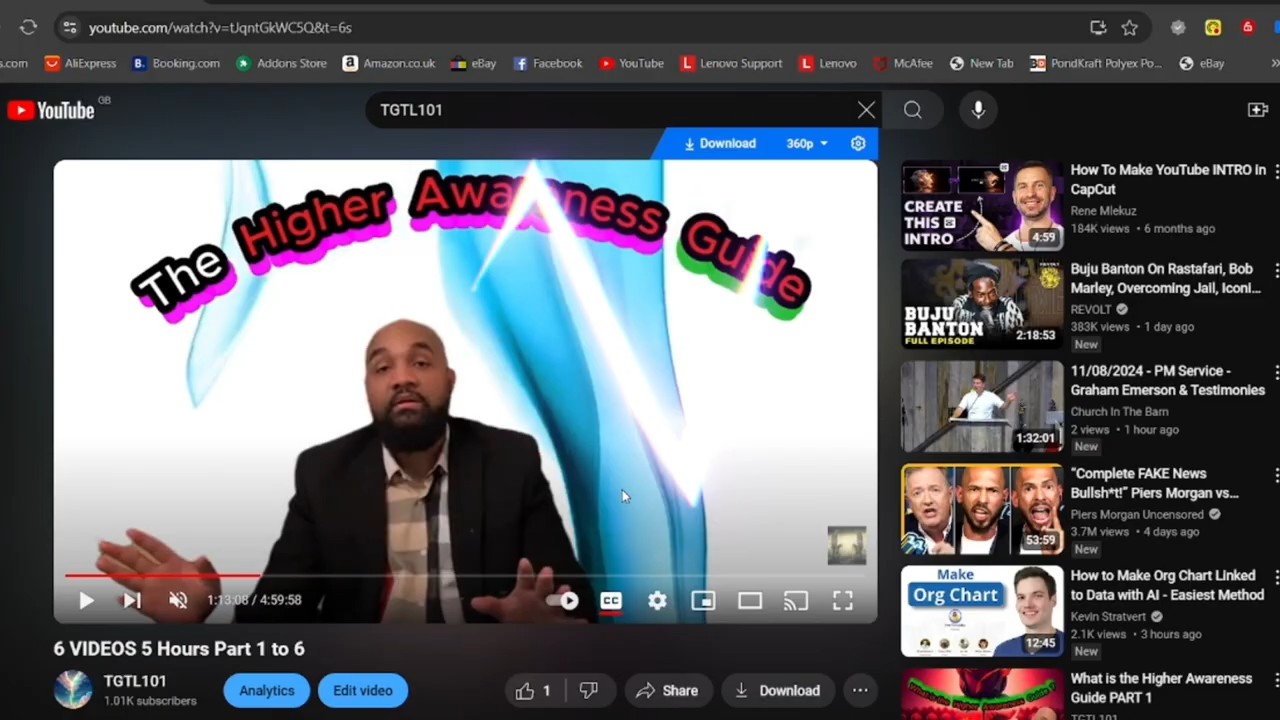 youtube.com/watch?v=tJqntGkWC5Q&t=6s
s.com AliExpress Booking.com Addons Store Amazon.co.uk eBay Facebook YouTube Lenovo Support Lenovo McAfee New Tab PondKraft Polyex Po... eBay
YouTube GB
TGTL101
Download 360p
The Higher Awareness Guide
1:13:08 / 4:59:58
CC
6 VIDEOS 5 Hours Part 1 to 6
TGTL101
1.01K subscribers
Analytics
Edit video
1
Share
Download
CREATE
THIS
INTRO
4:59
How To Make YouTube INTRO In
CapCut
Rene Mlekuz
184K views • 6 months ago
BUJU
BANTON
FULL EPISODE
2:18:53
Buju Banton On Rastafari, Bob
Marley, Overcoming Jail, Iconi...
REVOLT
383K views • 1 day ago
New
1:32:01
11/08/2024 - PM Service -
Graham Emerson & Testimonies
Church In The Barn
2 views • 1 hour ago
New
53:59
“Complete FAKE News
Bullsh*t!” Piers Morgan vs...
Piers Morgan Uncensored
3.7M views • 4 days ago
New
Make
Org Chart
12:45
How to Make Org Chart Linked
to Data with AI - Easiest Method
Kevin Stratvert
2.1K views • 3 hours ago
New
What is the Higher Awareness
Guide PART 1
TGTL101